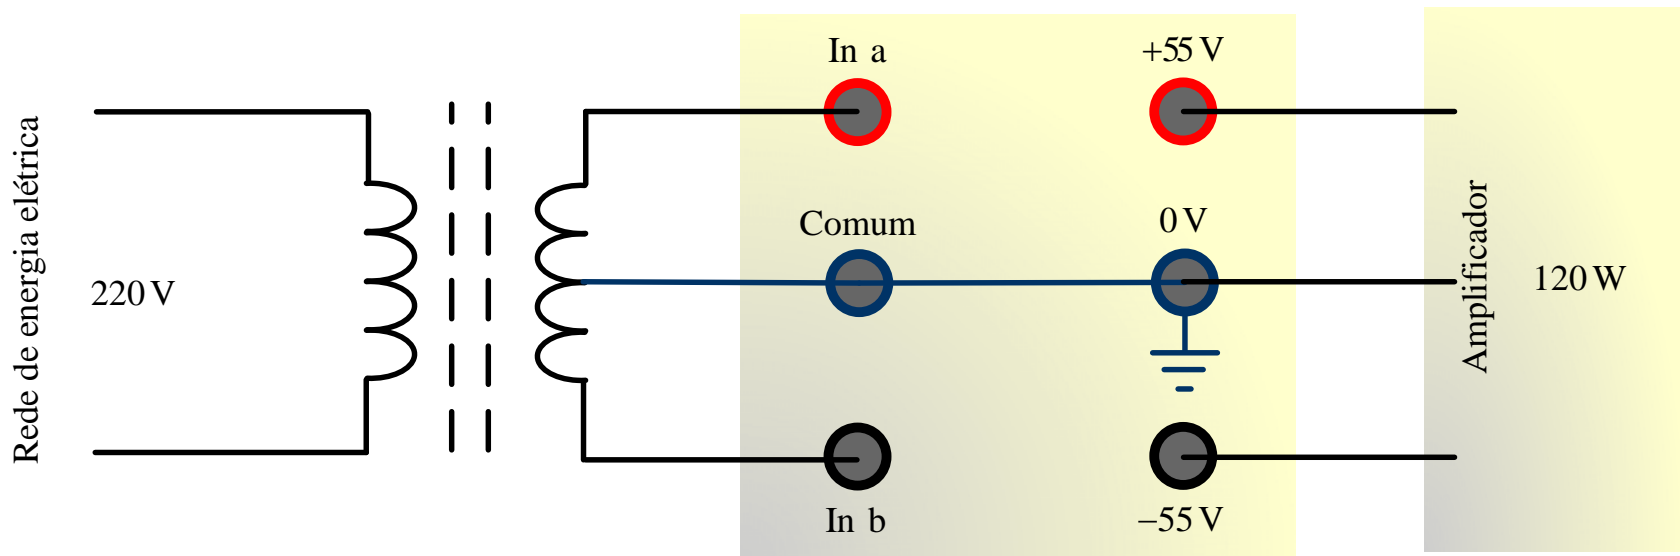 Rede de energia elétrica
220 V
In a
Comum
In b
+55 V
0 V
−55 V
Amplificador
120 W